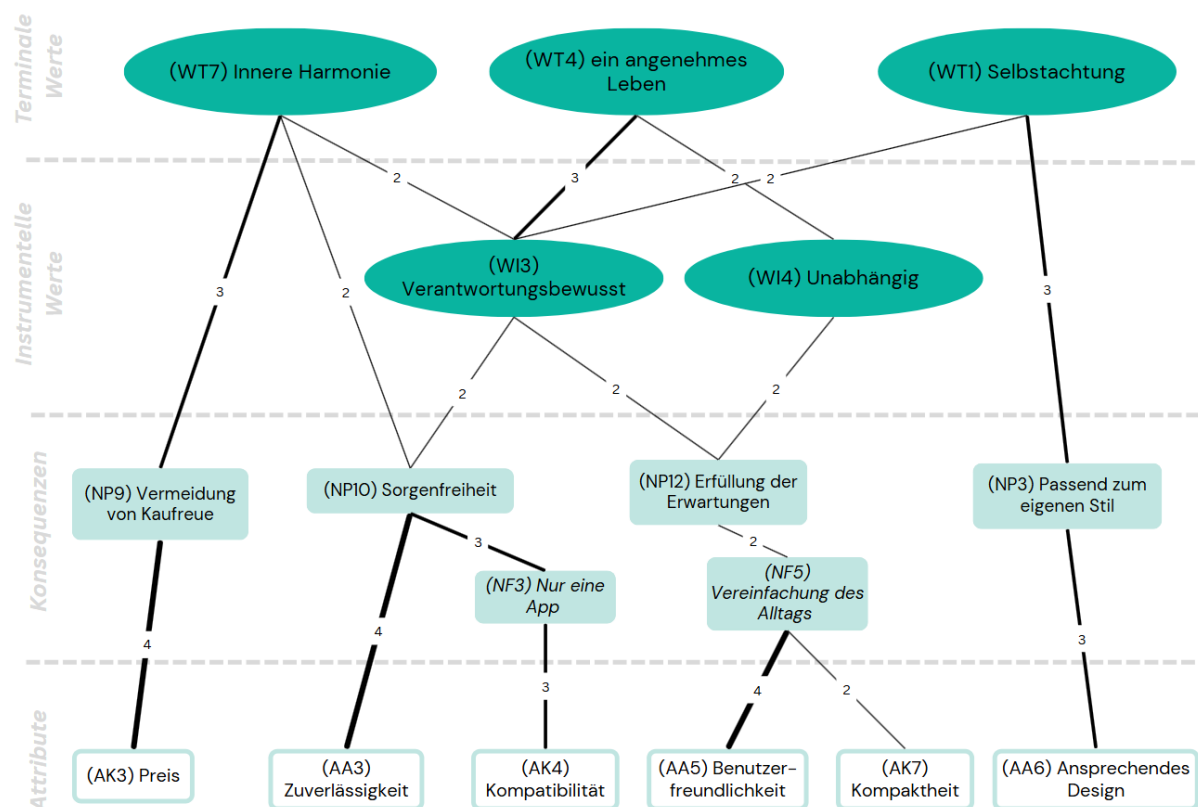 Terminale
Werte
(WT7) Innere Harmonie
(WT4) ein angenehmes
Leben
(WT1) Selbstachtung
2
3
2
2
Instrumentelle
Werte
(WI3)
Verantwortungsbewusst
(WI4) Unabhängig
3
2
3
2
2
2
Konsequenzen
(NP9) Vermeidung
von Kaufreue
(NP10) Sorgenfreiheit
(NP12) Erfüllung der
Erwartungen
(NP3) Passend zum
eigenen Stil
3
2
(NF3) Nur eine
App
(NF5)
Vereinfachung des
Alltags
4
4
3
3
4
2
Attribute
(AK3) Preis
(AA3)
Zuverlässigkeit
(AK4)
Kompatibilität
(AA5) Benutzer-
freundlichkeit
(AK7)
Kompaktheit
(AA6) Ansprechendes
Design